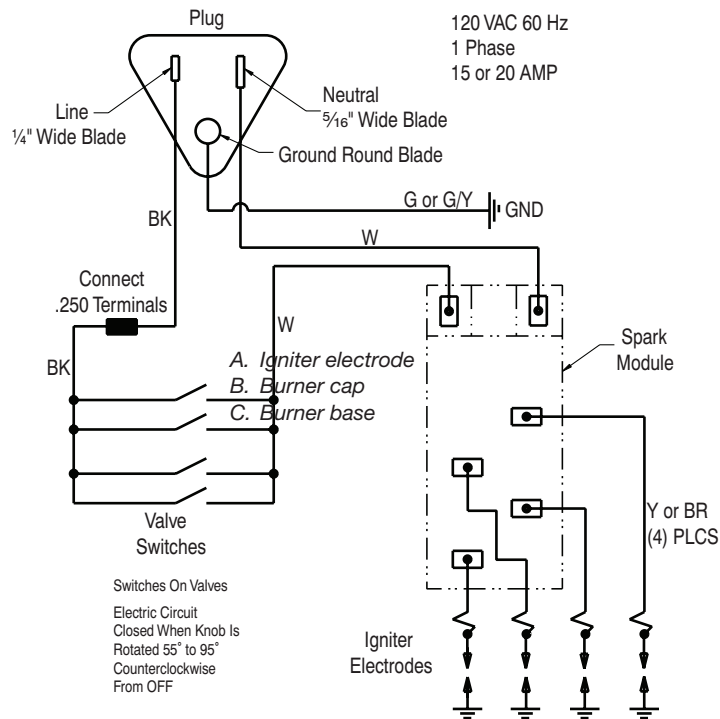 Plug
120 VAC 60 Hz
1 Phase
15 or 20 AMP
Line
¼" Wide Blade
Neutral
5⁄16" Wide Blade
Ground Round Blade
G or G/Y
GND
BK
W
Connect
.250 Terminals
BK
W
A. Igniter electrode
B. Burner cap
C. Burner base
Spark
Module
Valve
Switches
Y or BR
(4) PLCS
Switches On Valves
Electric Circuit
Closed When Knob Is
Rotated 55˚ to 95˚
Counterclockwise
From OFF
Igniter
Electrodes